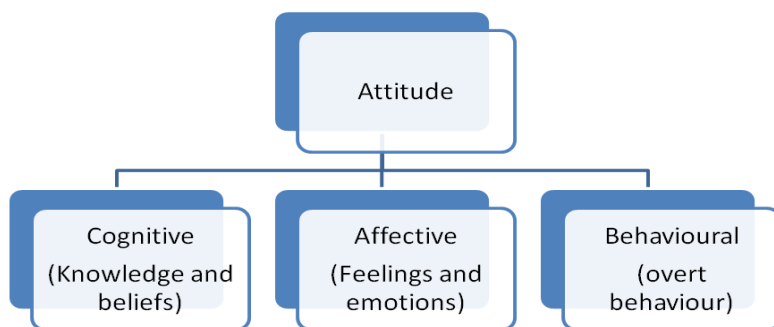 Attitude
Cognitive
(Knowledge and
beliefs)
Affective
(Feelings and
emotions)
Behavioural
(overt
behaviour)